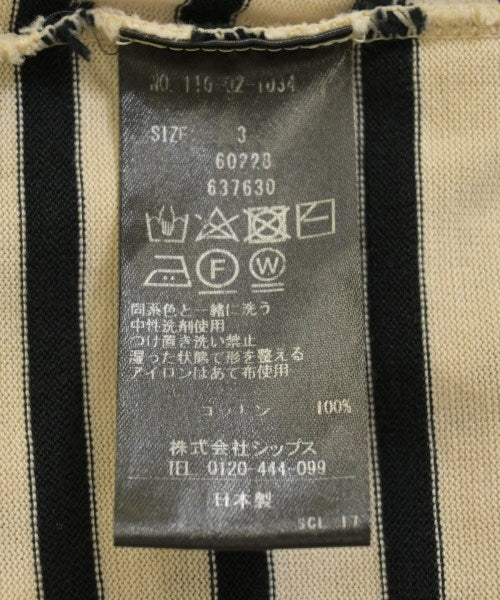 NO. 116-02-1034
SIZE 3
60220
637630
F W
同系色と一緒に洗う
中性洗剤使用
つけ置き洗い禁止
湿った状態で形を整える
アイロンはあて布使用
コットン 100%
株式会社シップス
TEL 0120-444-099
日本製
SCL 17